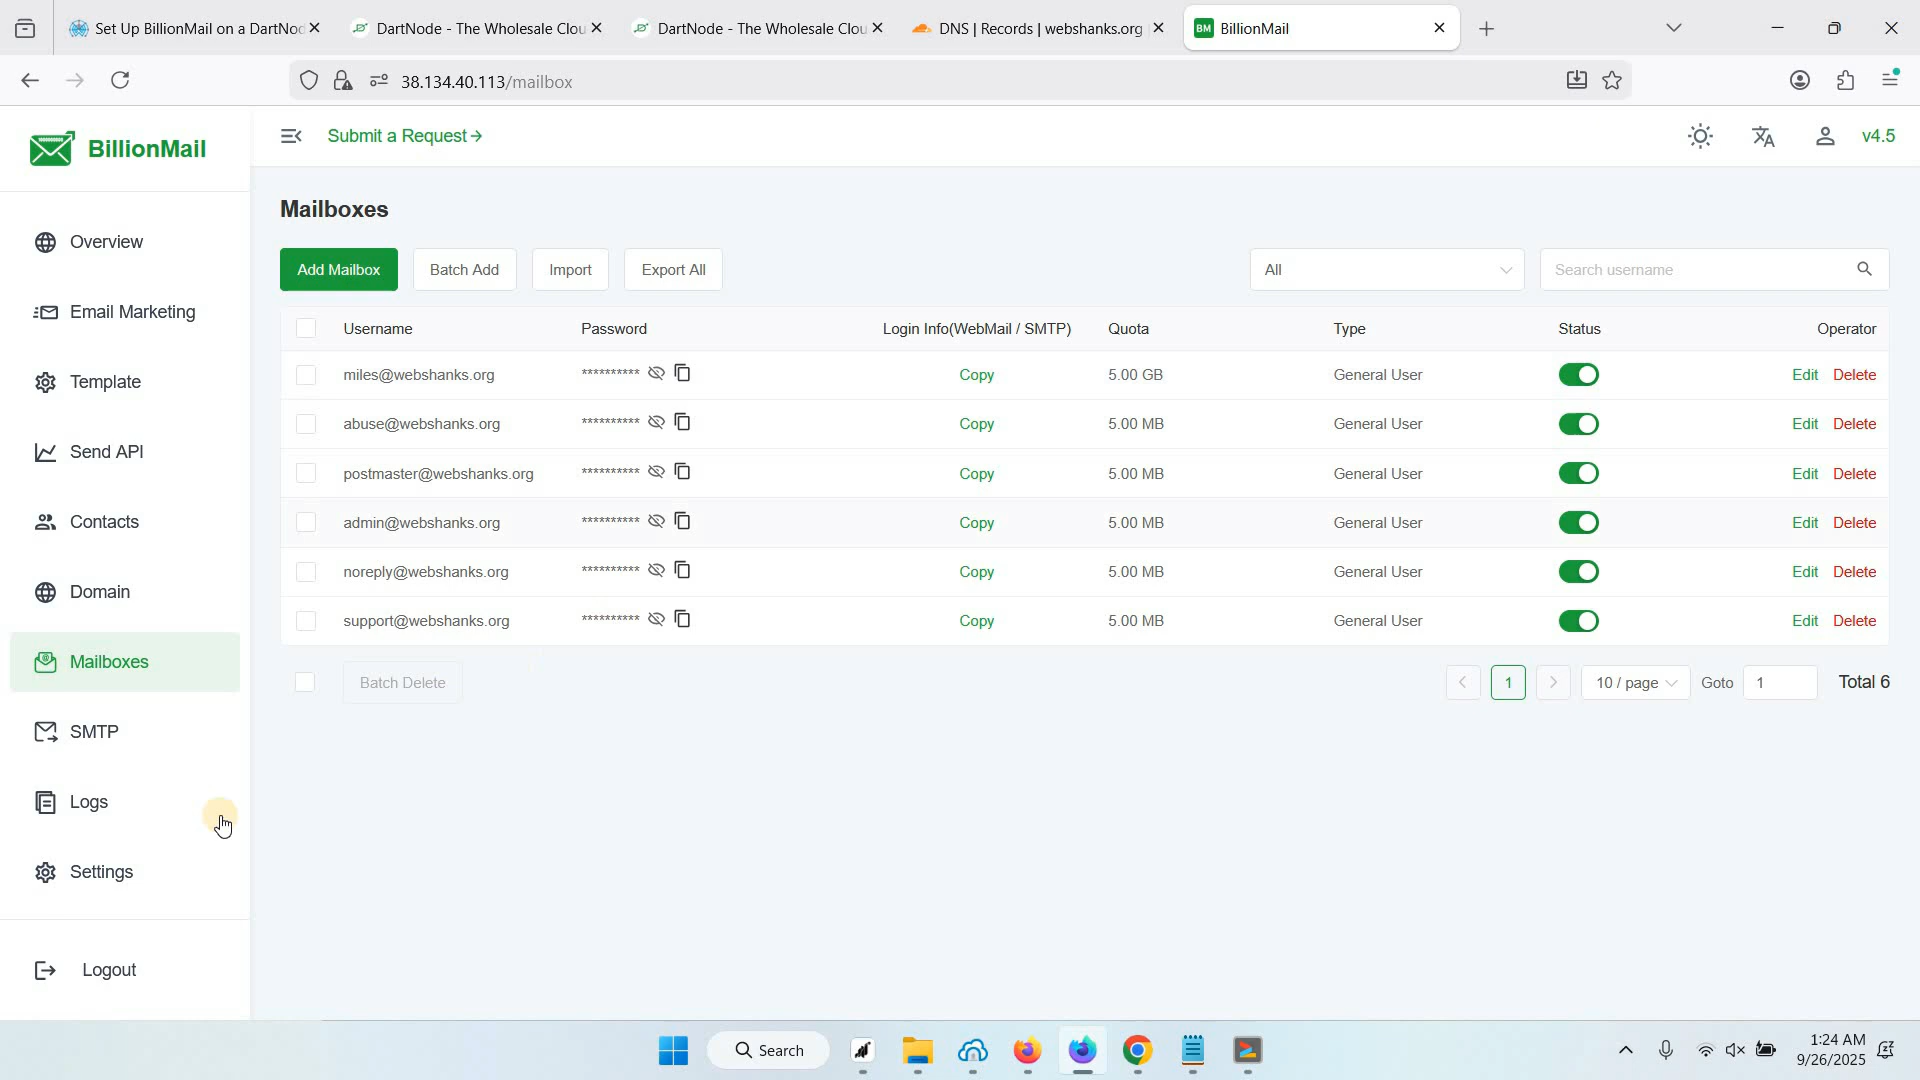 Set Up BillionMail on a DartNod
DartNode - The Wholesale Clou
DartNode - The Wholesale Clou
DNS | Records | webshanks.org
BM BillionMail
38.134.40.113/mailbox
BillionMail
Submit a Request
v4.5
Overview
Email Marketing
Template
Send API
Contacts
Domain
Mailboxes
SMTP
Logs
Settings
Logout
Mailboxes
Add Mailbox Batch Add Import Export All All Search username
Username Password Login Info(WebMail / SMTP) Quota Type Status Operator
miles@webshanks.org ********** Copy 5.00 GB General User Edit Delete
abuse@webshanks.org ********** Copy 5.00 MB General User Edit Delete
postmaster@webshanks.org ********** Copy 5.00 MB General User Edit Delete
admin@webshanks.org ********** Copy 5.00 MB General User Edit Delete
noreply@webshanks.org ********** Copy 5.00 MB General User Edit Delete
support@webshanks.org ********** Copy 5.00 MB General User Edit Delete
Batch Delete 1 10 / page Goto 1 Total 6
Search
1:24 AM
9/26/2025